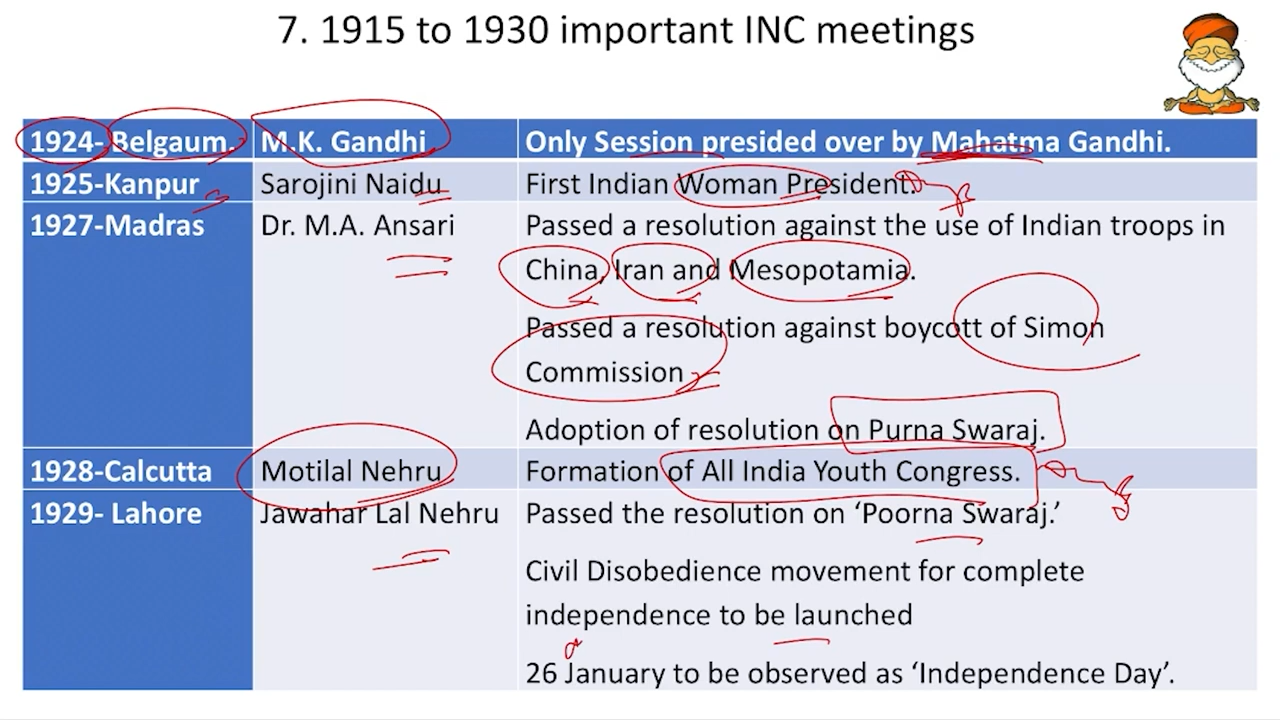 7. 1915 to 1930 important INC meetings
1924- Belgaum. M.K. Gandhi Only Session presided over by Mahatma Gandhi.
1925-Kanpur Sarojini Naidu First Indian Woman President.
1927-Madras Dr. M.A. Ansari Passed a resolution against the use of Indian troops in
China, Iran and Mesopotamia.
Passed a resolution against boycott of Simon
Commission
Adoption of resolution on Purna Swaraj.
1928-Calcutta Motilal Nehru Formation of All India Youth Congress.
1929- Lahore Jawahar Lal Nehru Passed the resolution on ‘Poorna Swaraj.’
Civil Disobedience movement for complete
independence to be launched
26 January to be observed as ‘Independence Day’.